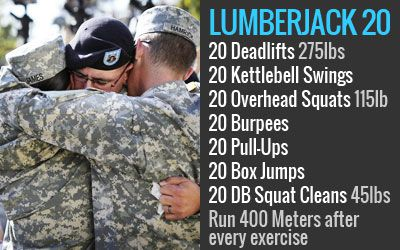 LUMBERJACK 20
20 Deadlifts 275lbs
20 Kettlebell Swings
20 Overhead Squats 115lb
20 Burpees
20 Pull-Ups
20 Box Jumps
20 DB Squat Cleans 45lbs
Run 400 Meters after
every exercise